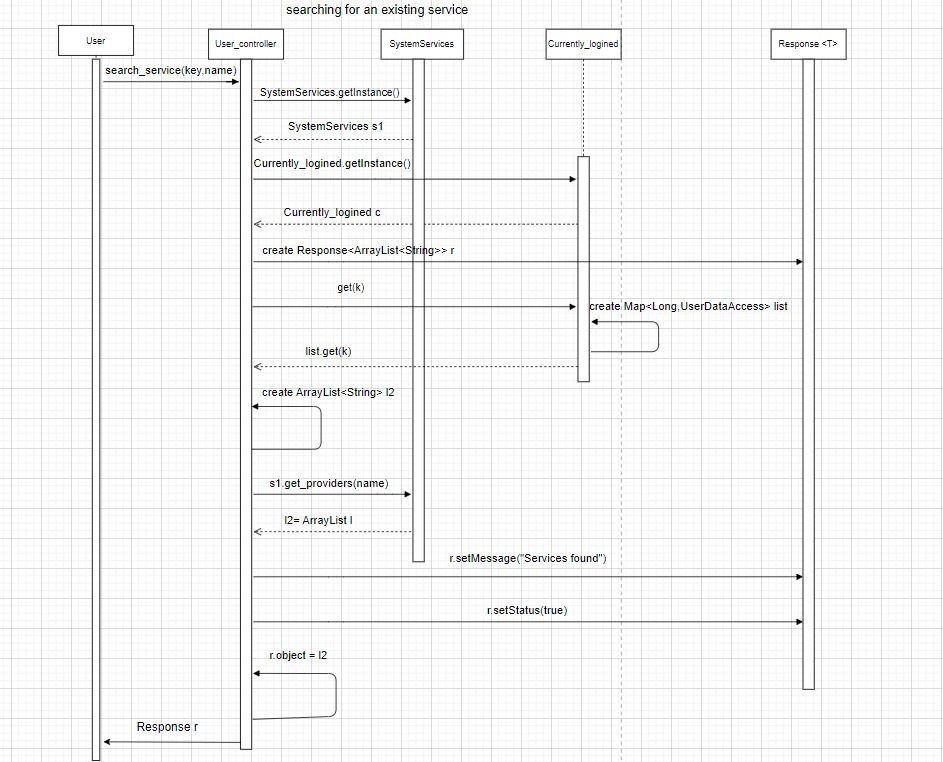 searching for an existing service
User
User_controller
SystemServices
Currently_logined
Response <T>
search_service(key,name)
SystemServices.getInstance()
SystemServices s1
Currently_logined.getInstance()
Currently_logined c
create Response<ArrayList<String>> r
get(k)
create Map<Long,UserDataAccess> list
list.get(k)
create ArrayList<String> l2
s1.get_providers(name)
l2= ArrayList l
r.setMessage("Services found")
r.setStatus(true)
r.object = l2
Response r